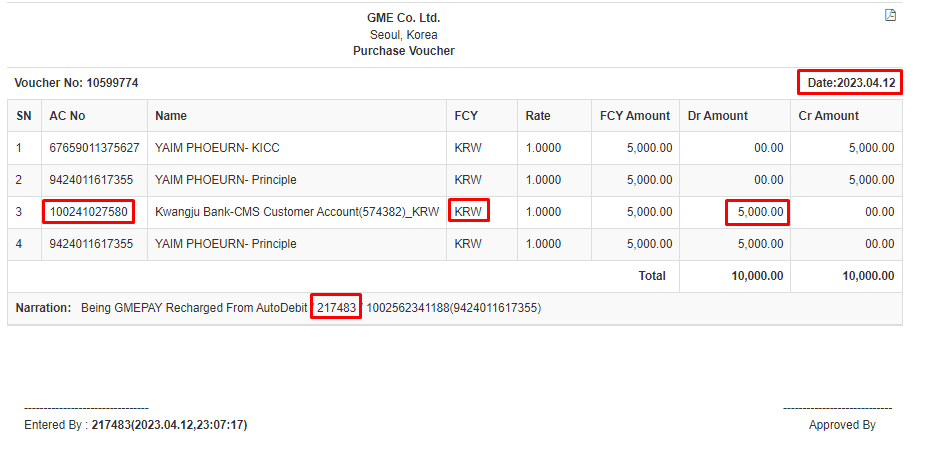 GME Co. Ltd.
Seoul, Korea
Purchase Voucher
Voucher No: 10599774 Date:2023.04.12
SN AC No Name FCY Rate FCY Amount Dr Amount Cr Amount
1 67659011375627 YAIM PHOEURN- KICC KRW 1.0000 5,000.00 00.00 5,000.00
2 9424011617355 YAIM PHOEURN- Principle KRW 1.0000 5,000.00 00.00 5,000.00
3 100241027580 Kwangju Bank-CMS Customer Account(574382)_KRW KRW 1.0000 5,000.00 5,000.00 00.00
4 9424011617355 YAIM PHOEURN- Principle KRW 1.0000 5,000.00 5,000.00 00.00
Total 10,000.00 10,000.00
Narration: Being GMEPAY Recharged From AutoDebit 217483 1002562341188(9424011617355)
-------------------------------- ----------------------------
Entered By : 217483(2023.04.12,23:07:17) Approved By